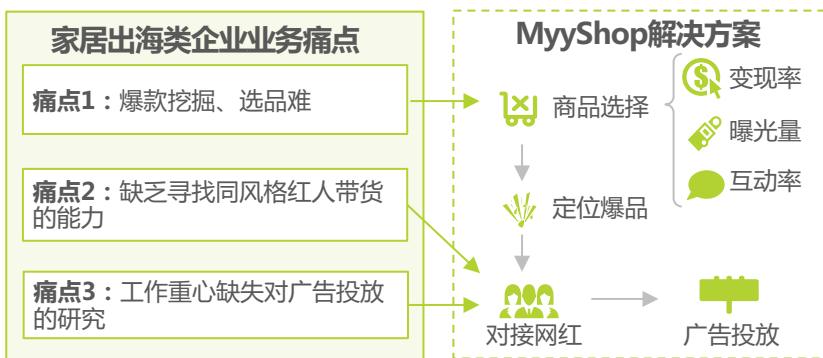 家居出海类企业业务痛点
痛点1：爆款挖掘、选品难
痛点2：缺乏寻找同风格红人带货
的能力
痛点3：工作重心缺失对广告投放
的研究
MyyShop解决方案
商品选择
变现率
曝光量
互动率
定位爆品
对接网红
广告投放